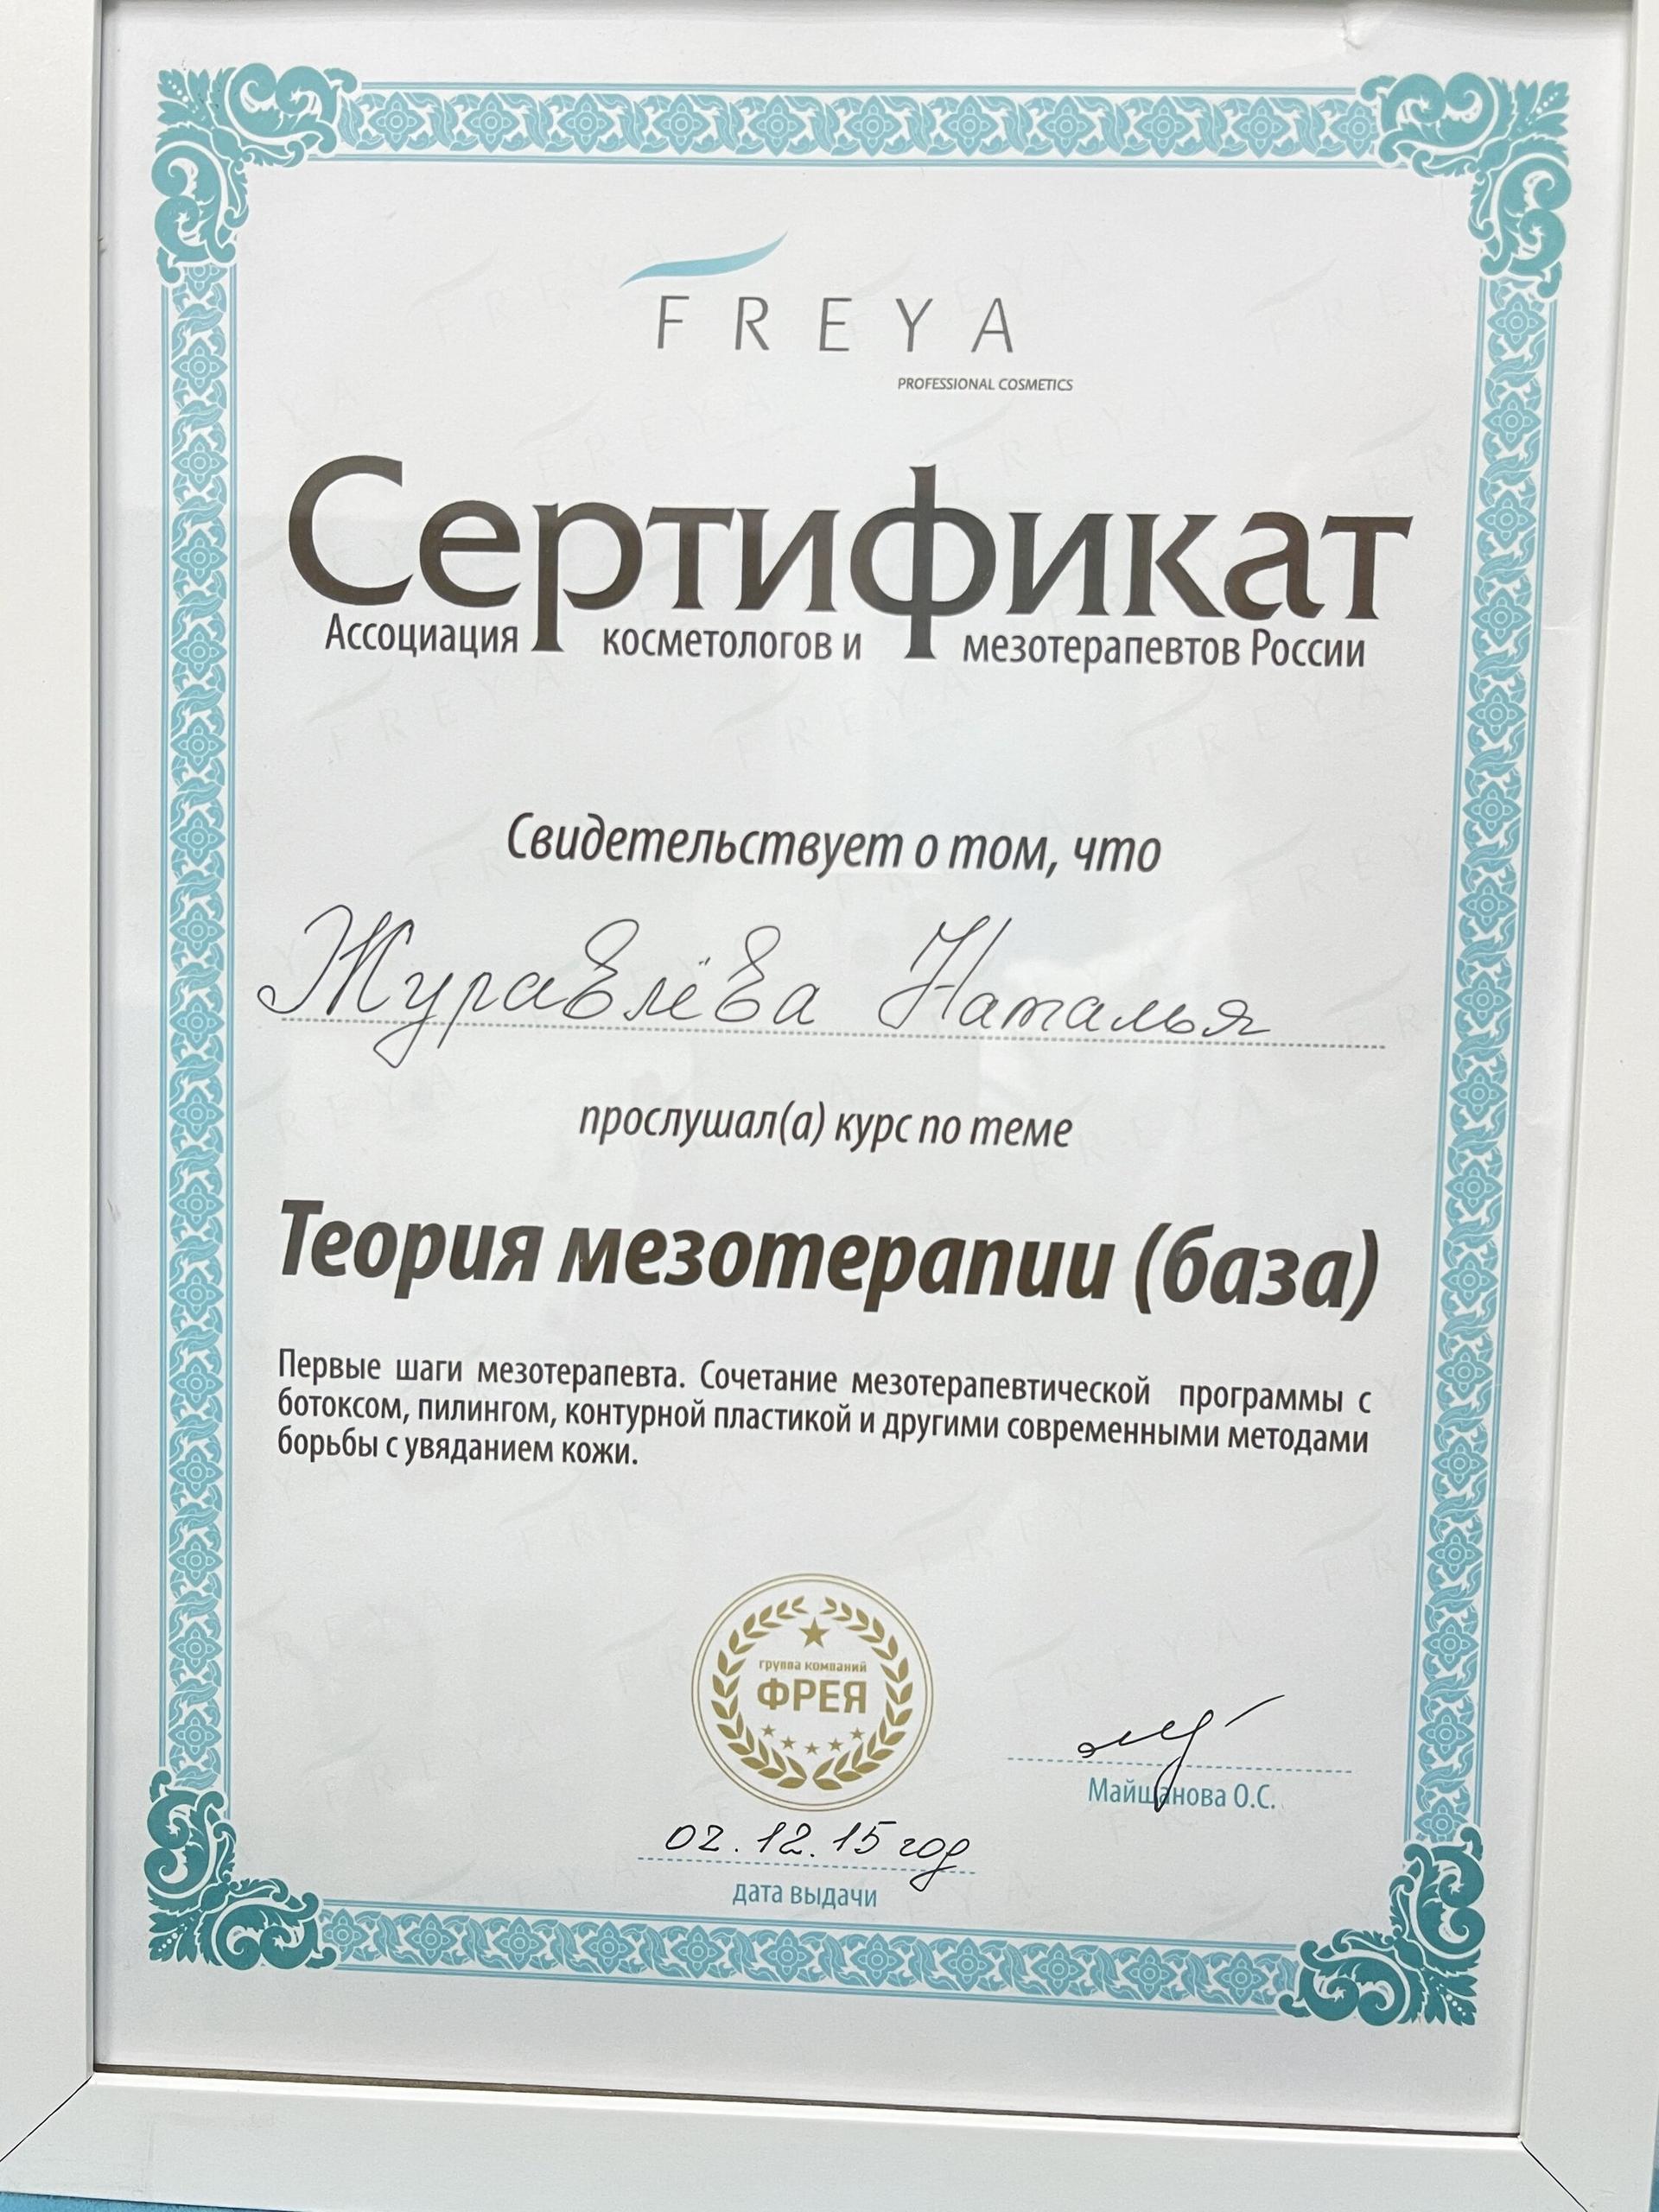 FREYA
PROFESSIONAL COSMETICS
Сертификат
Ассоциация косметологов и мезотерапевтов России
Свидетельствует о том, что
Журавлёва Наталья
прослушал(а) курс по теме
Теория мезотерапии (база)
Первые шаги мезотерапевта. Сочетание мезотерапевтической программы с
ботоксом, пилингом, контурной пластикой и другими современными методами
борьбы с увяданием кожи.
группа компаний
ФРЕЯ
Майшанова О.С.
02.12.15 год
дата выдачи